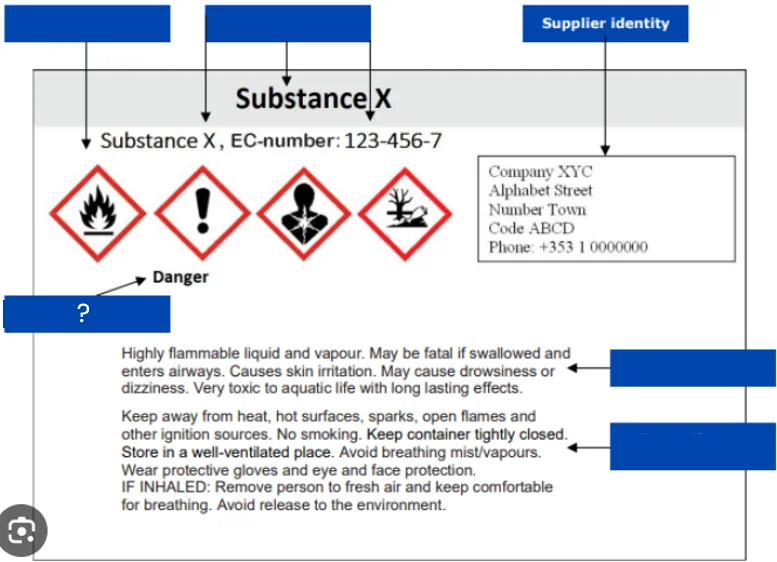 Supplier identity
Substance X
Substance X, EC-number: 123-456-7
Company XYC
Alphabet Street
Number Town
Code ABCD
Phone: +353 1 0000000
Danger
?
Highly flammable liquid and vapour. May be fatal if swallowed and
enters airways. Causes skin irritation. May cause drowsiness or
dizziness. Very toxic to aquatic life with long lasting effects.
Keep away from heat, hot surfaces, sparks, open flames and
other ignition sources. No smoking. Keep container tightly closed.
Store in a well-ventilated place. Avoid breathing mist/vapours.
Wear protective gloves and eye and face protection.
IF INHALED: Remove person to fresh air and keep comfortable
for breathing. Avoid release to the environment.